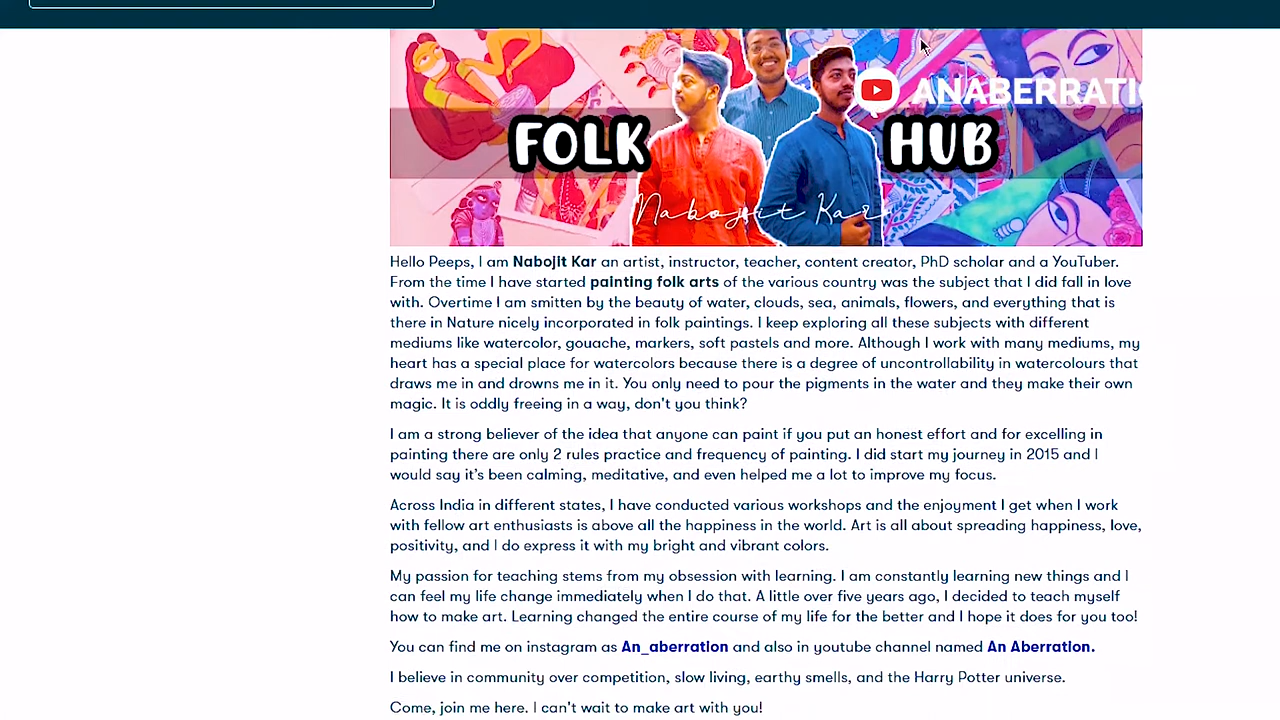 ANABERRATI
FOLK HUB
Nabojit Kar
Hello Peeps, I am Nabojit Kar an artist, instructor, teacher, content creator, PhD scholar and a YouTuber.
From the time I have started painting folk arts of the various country was the subject that I did fall in love
with. Overtime I am smitten by the beauty of water, clouds, sea, animals, flowers, and everything that is
there in Nature nicely incorporated in folk paintings. I keep exploring all these subjects with different
mediums like watercolor, gouache, markers, soft pastels and more. Although I work with many mediums, my
heart has a special place for watercolors because there is a degree of uncontrollability in watercolours that
draws me in and drowns me in it. You only need to pour the pigments in the water and they make their own
magic. It is oddly freeing in a way, don't you think?
I am a strong believer of the idea that anyone can paint if you put an honest effort and for excelling in
painting there are only 2 rules practice and frequency of painting. I did start my journey in 2015 and I
would say it's been calming, meditative, and even helped me a lot to improve my focus.
Across India in different states, I have conducted various workshops and the enjoyment I get when I work
with fellow art enthusiasts is above all the happiness in the world. Art is all about spreading happiness, love,
positivity, and I do express it with my bright and vibrant colors.
My passion for teaching stems from my obsession with learning. I am constantly learning new things and I
can feel my life change immediately when I do that. A little over five years ago, I decided to teach myself
how to make art. Learning changed the entire course of my life for the better and I hope it does for you too!
You can find me on instagram as An_aberration and also in youtube channel named An Aberration.
I believe in community over competition, slow living, earthy smells, and the Harry Potter universe.
Come, join me here. I can't wait to make art with you!